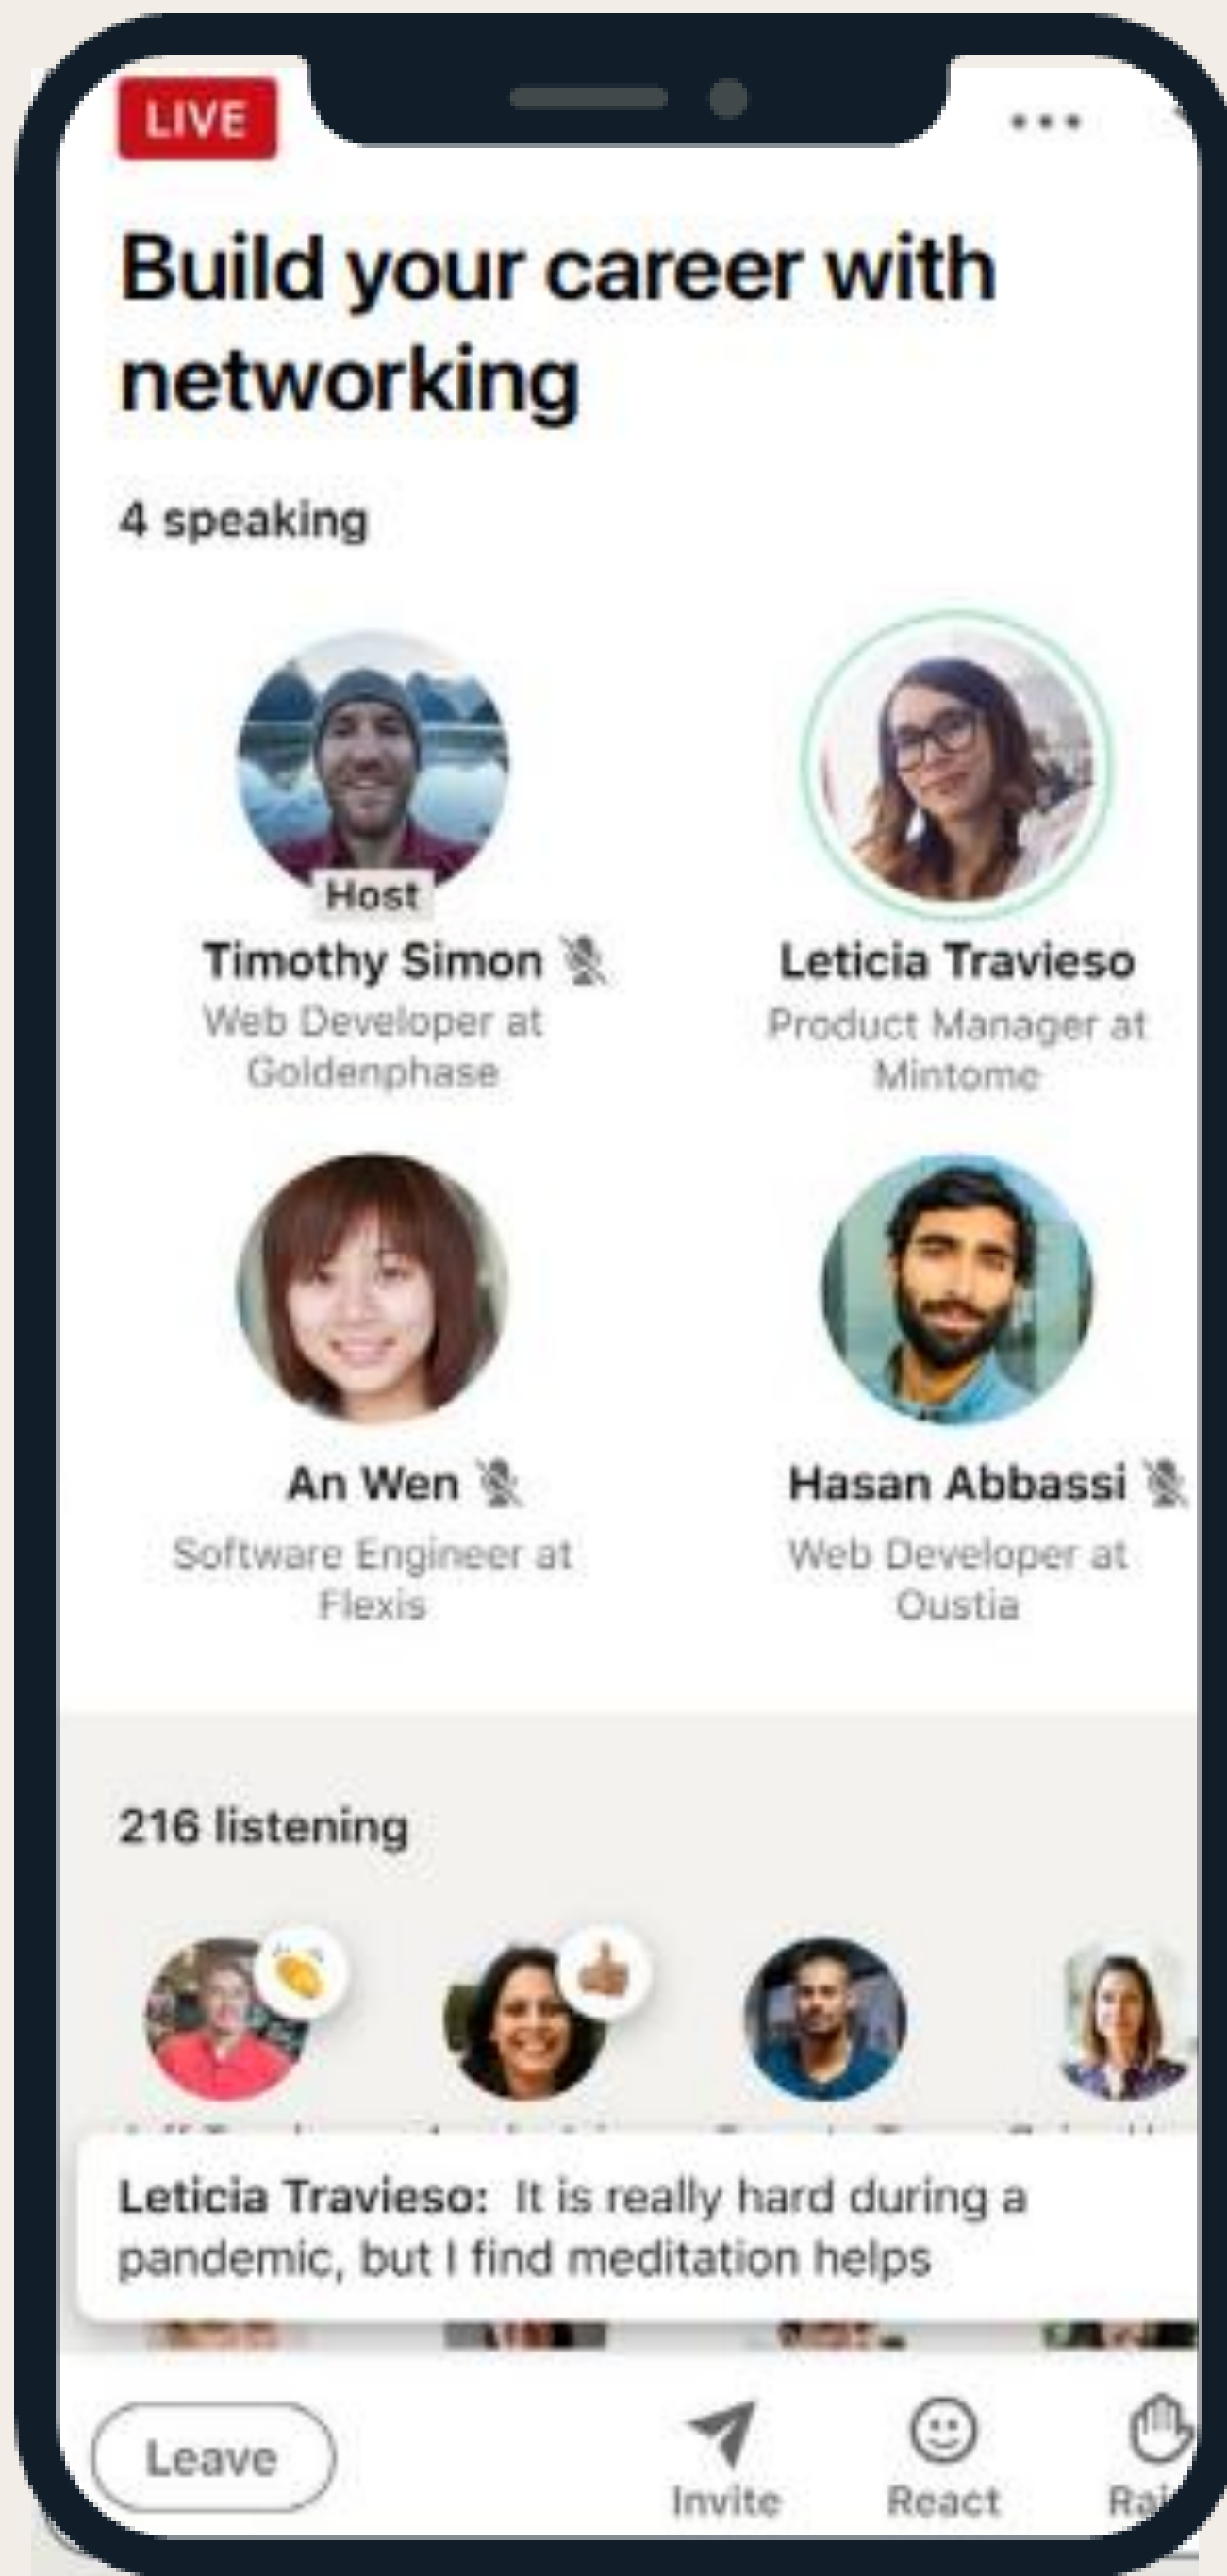 LIVE
Build your career with
networking
4 speaking
Host
Timothy Simon
Web Developer at
Goldenphase
Leticia Travieso
Product Manager at
Mintome
An Wen
Software Engineer at
Flexis
Hasan Abbassi
Web Developer at
Oustia
216 listening
Leticia Travieso: It is really hard during a
pandemic, but I find meditation helps
Leave
Invite
React